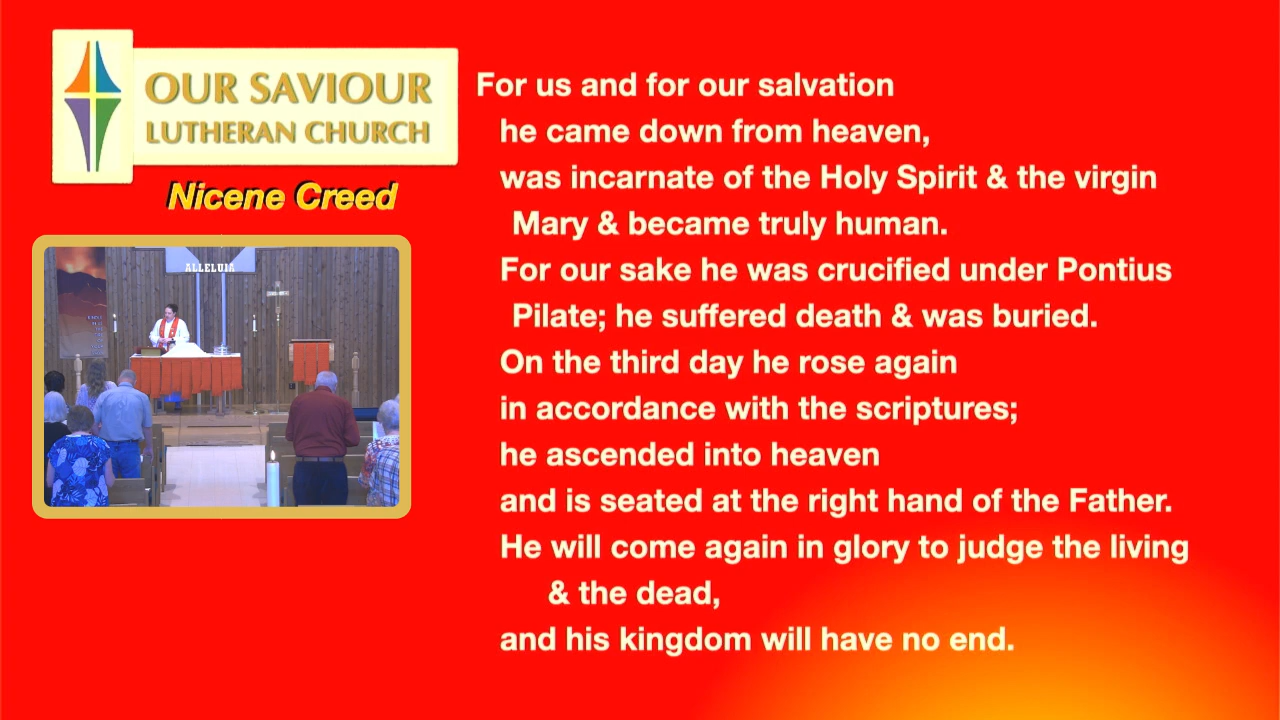 OUR SAVIOUR
LUTHERAN CHURCH
Nicene Creed
ALLELUIA
For us and for our salvation
he came down from heaven,
was incarnate of the Holy Spirit & the virgin
Mary & became truly human.
For our sake he was crucified under Pontius
Pilate; he suffered death & was buried.
On the third day he rose again
in accordance with the scriptures;
he ascended into heaven
and is seated at the right hand of the Father.
He will come again in glory to judge the living
& the dead,
and his kingdom will have no end.